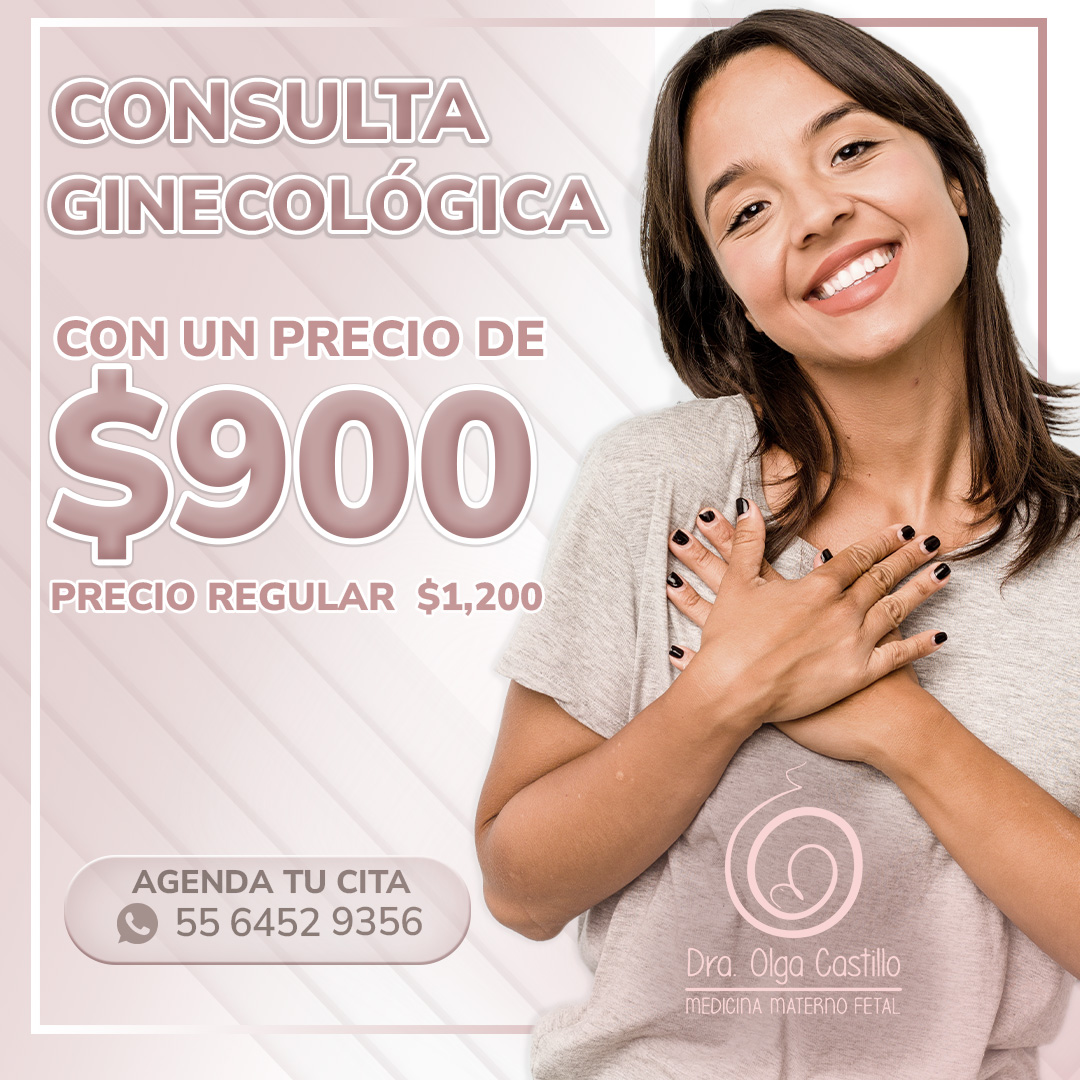 CONSULTA
GINECOLÓGICA
CON UN PRECIO DE
$900
PRECIO REGULAR $1,200
AGENDA TU CITA
55 6452 9356
Dra. Olga Castillo
MEDICINA MATERNO FETAL